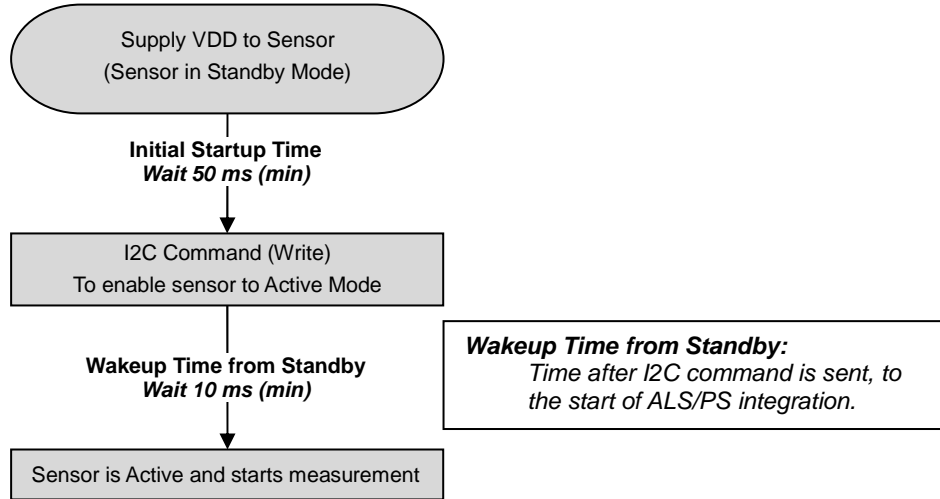 Supply VDD to Sensor
(Sensor in Standby Mode)
Initial Startup Time
Wait 50 ms (min)
I2C Command (Write)
To enable sensor to Active Mode
Wakeup Time from Standby
Wait 10 ms (min)
Wakeup Time from Standby:
Time after I2C command is sent, to
the start of ALS/PS integration.
Sensor is Active and starts measurement